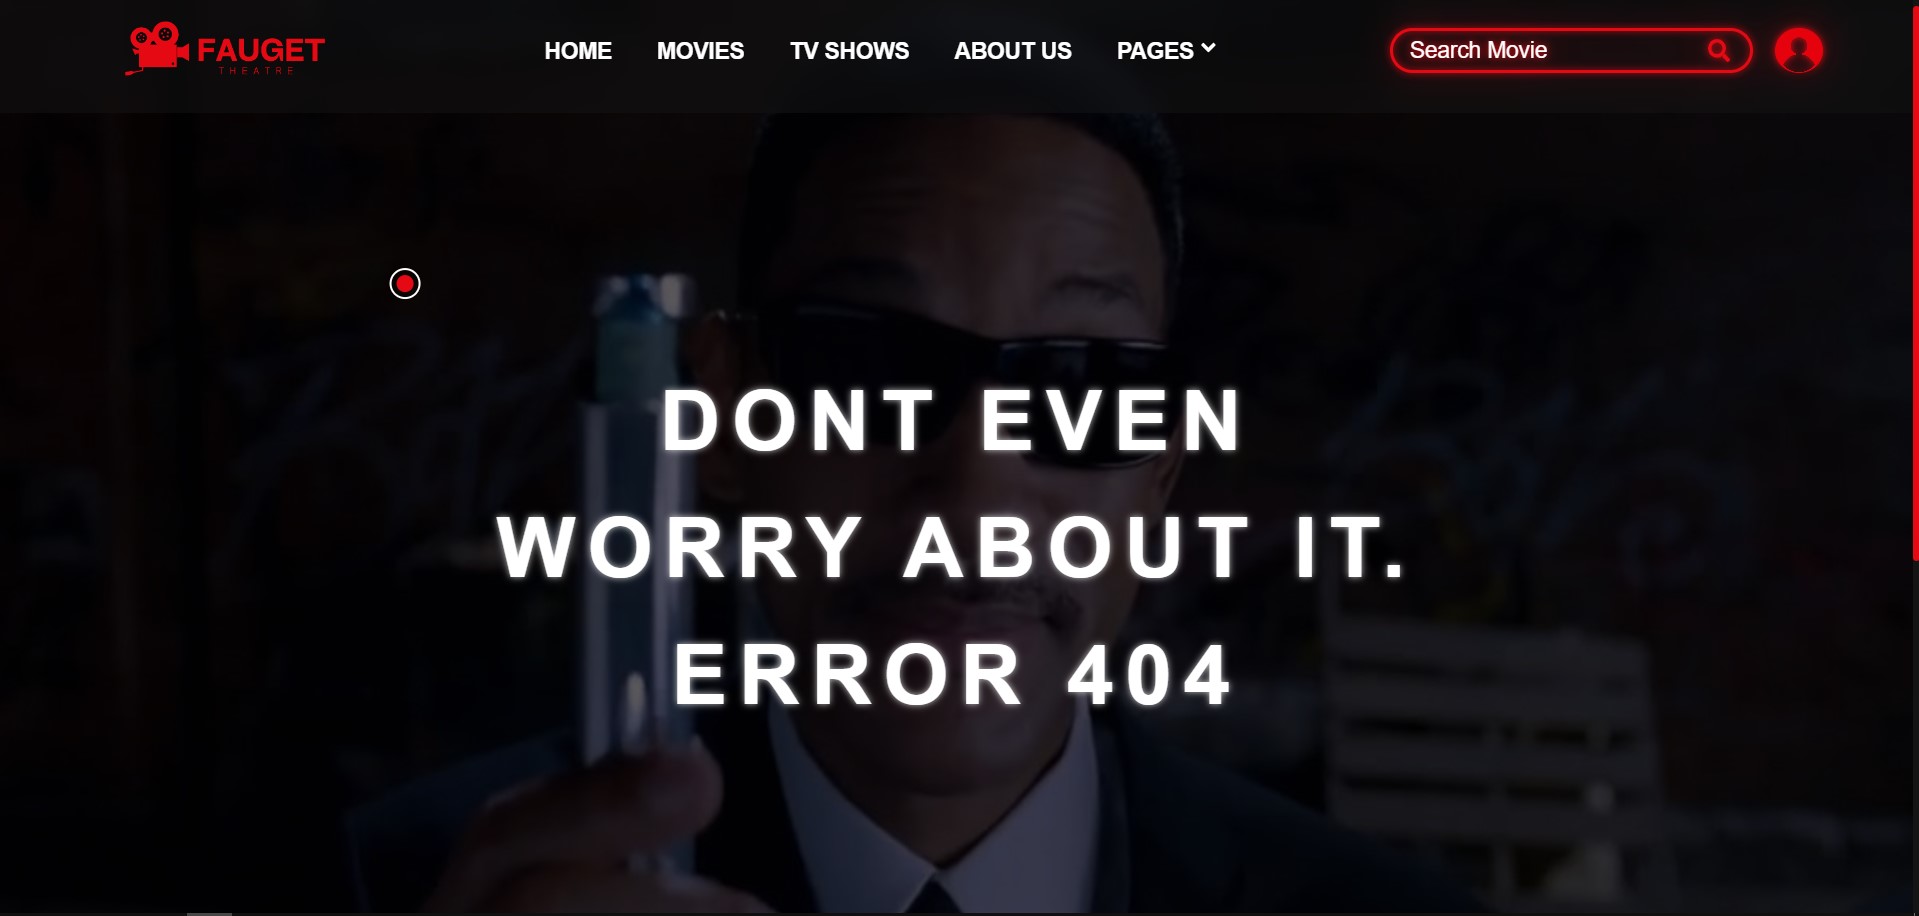 FAUGET
THEATRE
HOME MOVIES TV SHOWS ABOUT US PAGES
Search Movie
DONT EVEN
WORRY ABOUT IT.
ERROR 404